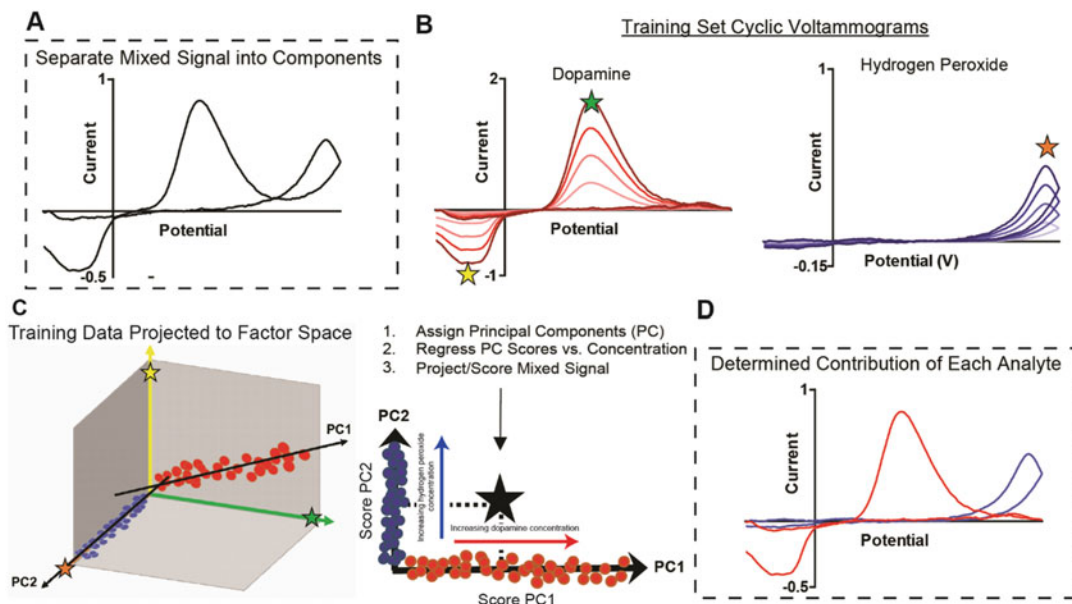 A
Separate Mixed Signal into Components
1
Current
Potential
-0.5
B
Training Set Cyclic Voltammograms
Dopamine
2
Current
Potential
-1
Hydrogen Peroxide
1
Current
Potential (V)
-0.15
C
Training Data Projected to Factor Space
PC1
PC2
1. Assign Principal Components (PC)
2. Regress PC Scores vs. Concentration
3. Project/Score Mixed Signal
PC2
Score PC2
Increasing hydrogen peroxide
concentration
Increasing dopamine concentration
PC1
Score PC1
D
Determined Contribution of Each Analyte
1
Current
Potential
-0.5